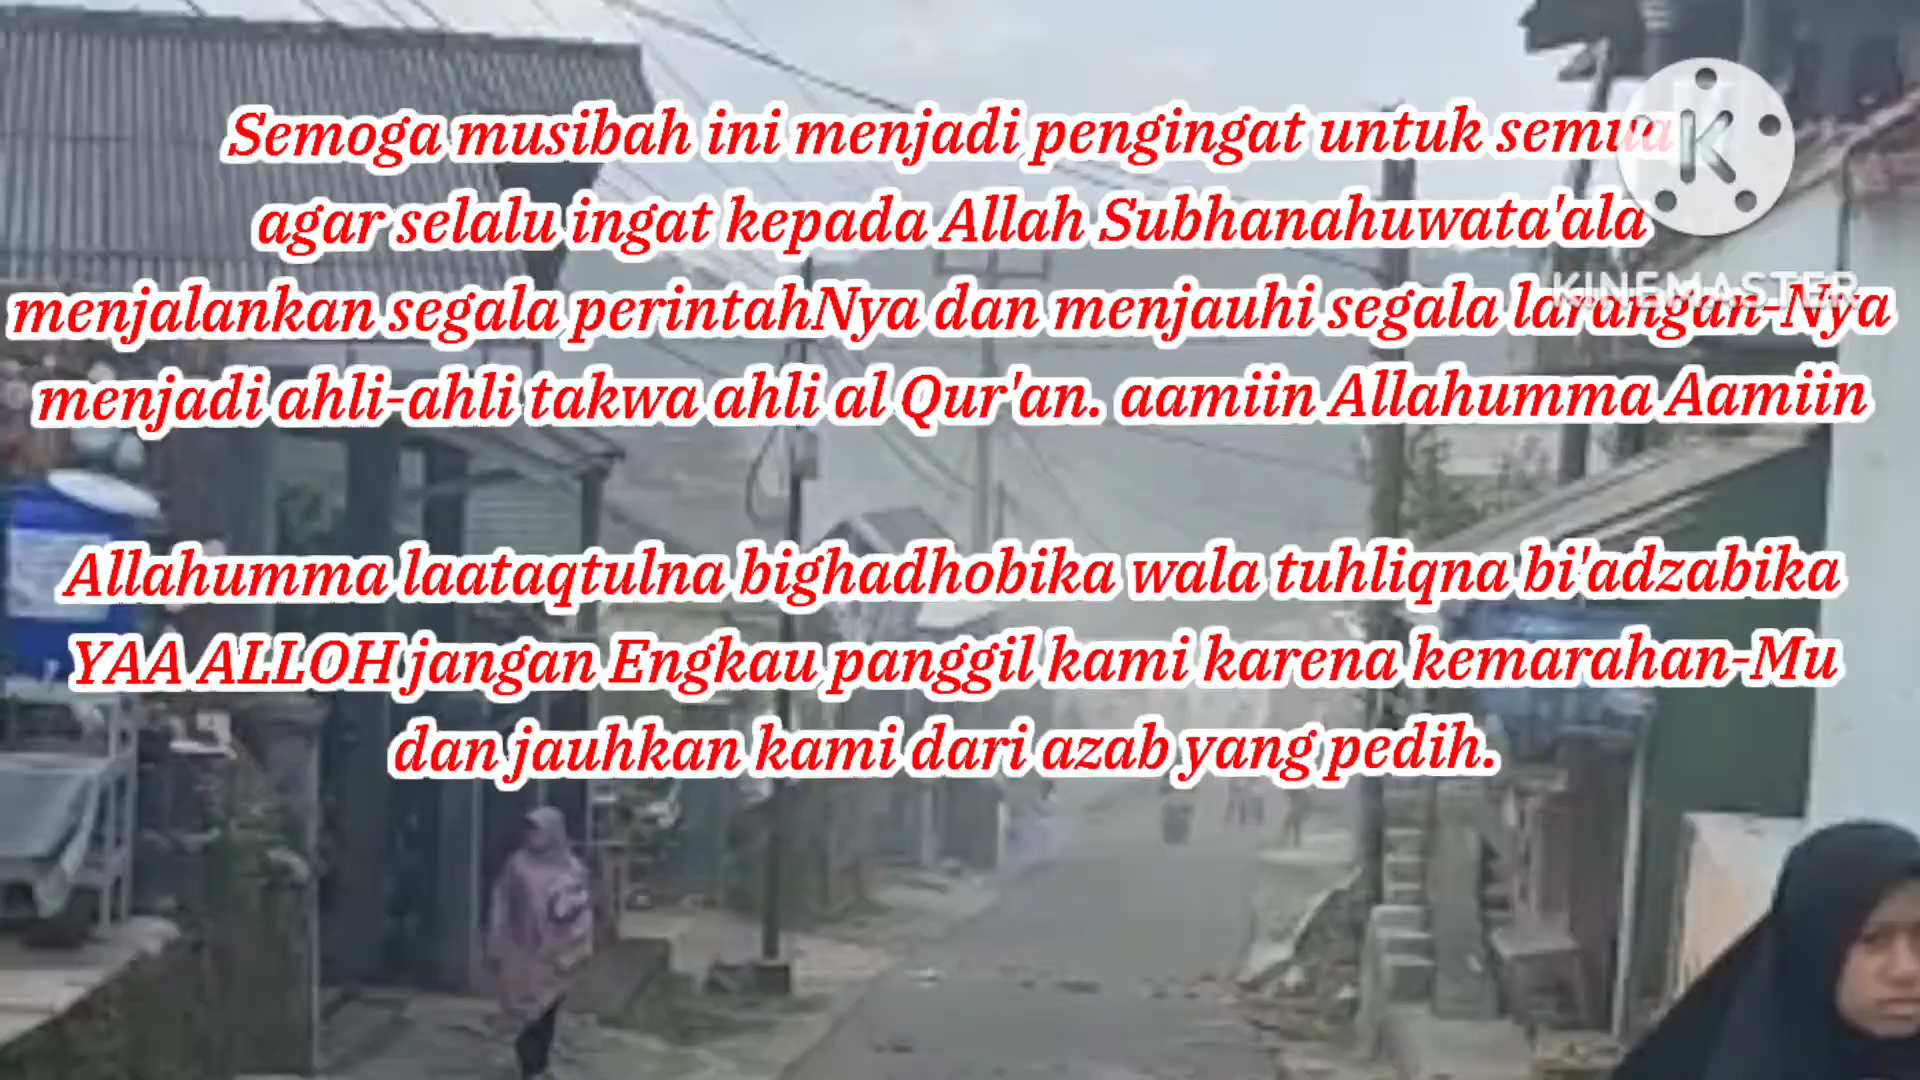 Semoga musibah ini menjadi pengingat untuk semua
agar selalu ingat kepada Allah Subhanahuwata'ala
menjalankan segala perintahNya dan menjauhi segala larangan-Nya
menjadi ahli-ahli takwa ahli al Qur'an. aamiin Allahumma Aamiin
Allahumma laataqtulna bighadhobika wala tuhliqna bi'adzabika
YAA ALLOH jangan Engkau panggil kami karena kemarahan-Mu
dan jauhkan kami dari azab yang pedih.
K
KINEMASTER